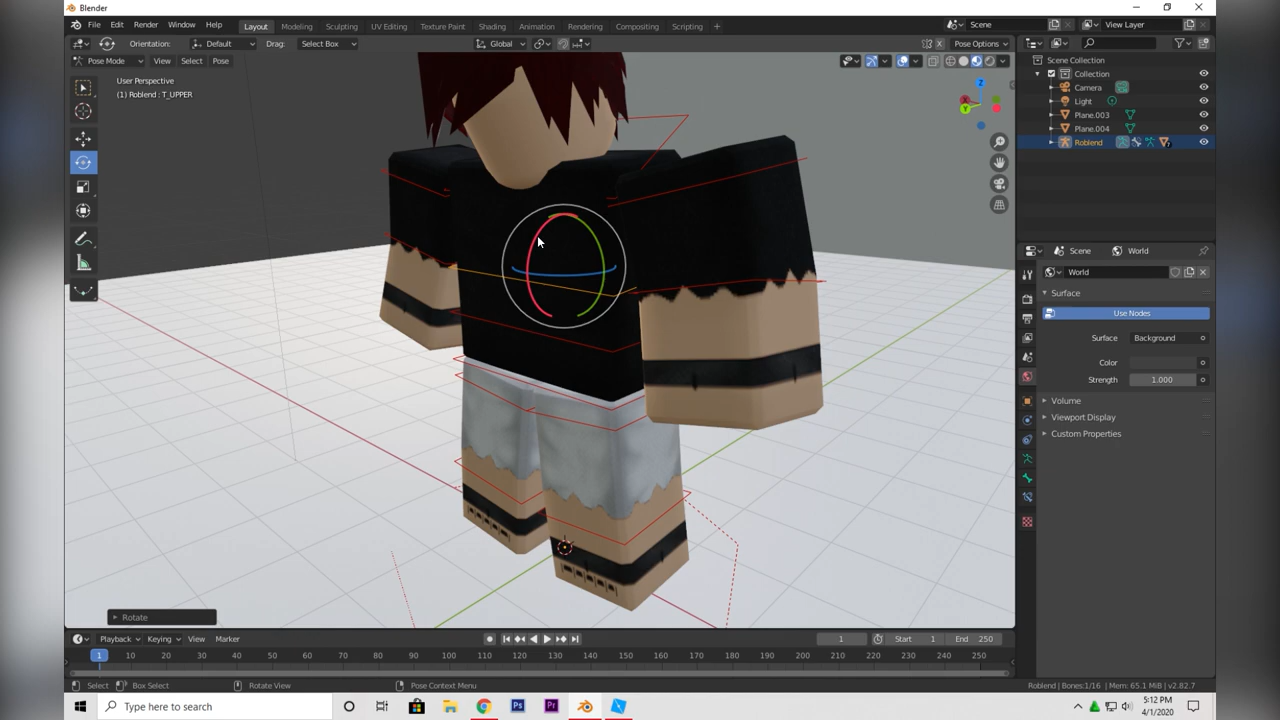 Blender
File Edit Render Window Help Layout Modeling Sculpting UV Editing Texture Paint Shading Animation Rendering Compositing Scripting + Scene View Layer
Orientation: Default Drag: Select Box Global Pose Options
Pose Mode View Select Pose
User Perspective
(1) Roblend : T_UPPER
Z
Y
Scene Collection
Collection
Camera
Light
Plane.003
Plane.004
Roblend
Scene World
World
Surface
Use Nodes
Surface Background
Color
Strength 1.000
Volume
Viewport Display
Custom Properties
Rotate
Playback Keying View Marker 1 Start 1 End 250
1 10 20 30 40 50 60 70 80 90 100 110 120 130 140 150 160 170 180 190 200 210 220 230 240 250
Select Box Select Rotate View Pose Context Menu Roblend | Bones:1/16 | Mem: 65.1 MiB | v2.82.7
Type here to search Ps Pr 5:12 PM
4/1/2020